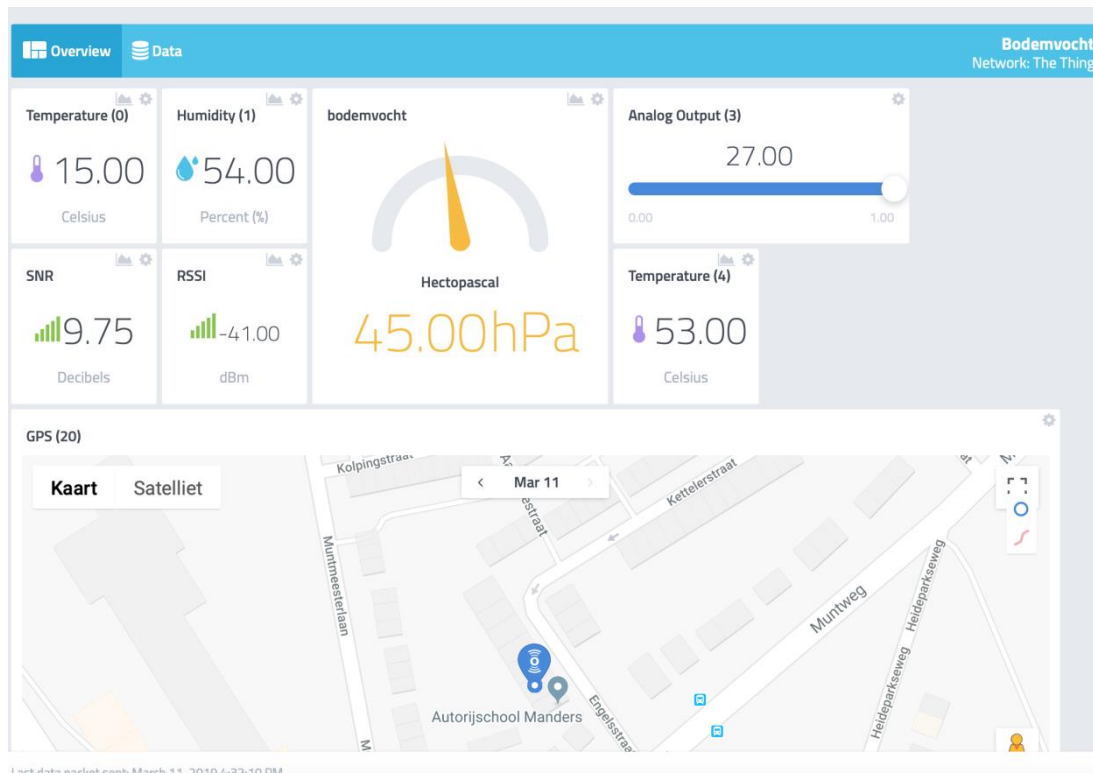 Overview
Data
Bodemvocht
Network: The Thing
Temperature (0)
15.00
Celsius
Humidity (1)
54.00
Percent (%)
bodemvocht
Hectopascal
45.00hPa
Analog Output (3)
27.00
0.00
1.00
SNR
9.75
Decibels
RSSI
-41.00
dBm
Temperature (4)
53.00
Celsius
GPS (20)
Kaart
Satelliet
Mar 11
Kolpingstraat
Kettelerstraat
Muntmeesterlaan
Muntweg
Heideparkseweg
Heideparkseweg
Autorijschool Manders
Engelsstraat
Last data packet sent: March 11, 2019 4:32:10 PM